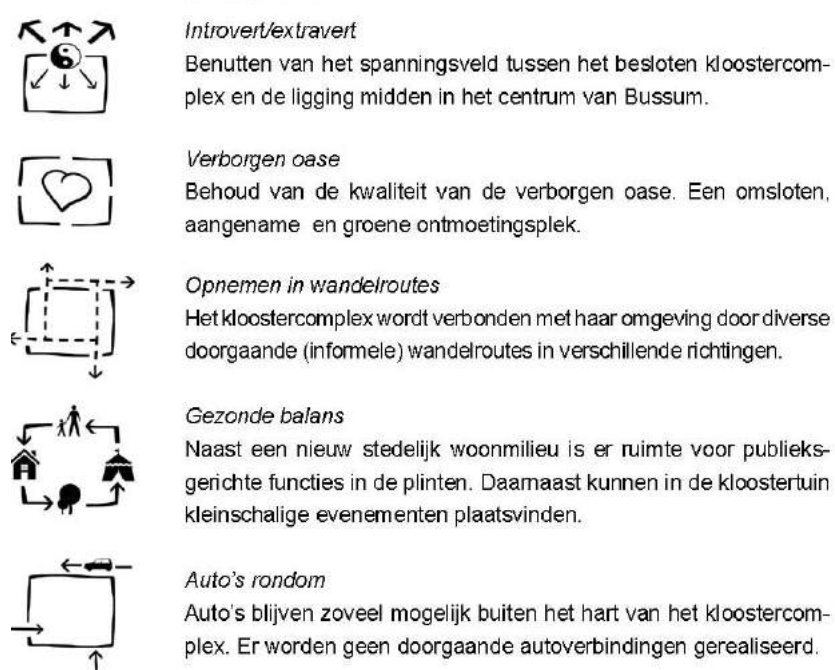 Introvert/extravert
Benutten van het spanningsveld tussen het besloten kloostercom-
plex en de ligging midden in het centrum van Bussum.
Verborgen oase
Behoud van de kwaliteit van de verborgen oase. Een omsloten,
aangename en groene ontmoetingsplek.
Opnemen in wandelroutes
Het kloostercomplex wordt verbonden met haar omgeving door diverse
doorgaande (informele) wandelroutes in verschillende richtingen.
Gezonde balans
Naast een nieuw stedelijk woonmilieu is er ruimte voor publieks-
gerichte functies in de plinten. Daarnaast kunnen in de kloostertuin
kleinschalige evenementen plaatsvinden.
Auto's rondom
Auto's blijven zoveel mogelijk buiten het hart van het kloostercom-
plex. Er worden geen doorgaande autoverbindingen gerealiseerd.